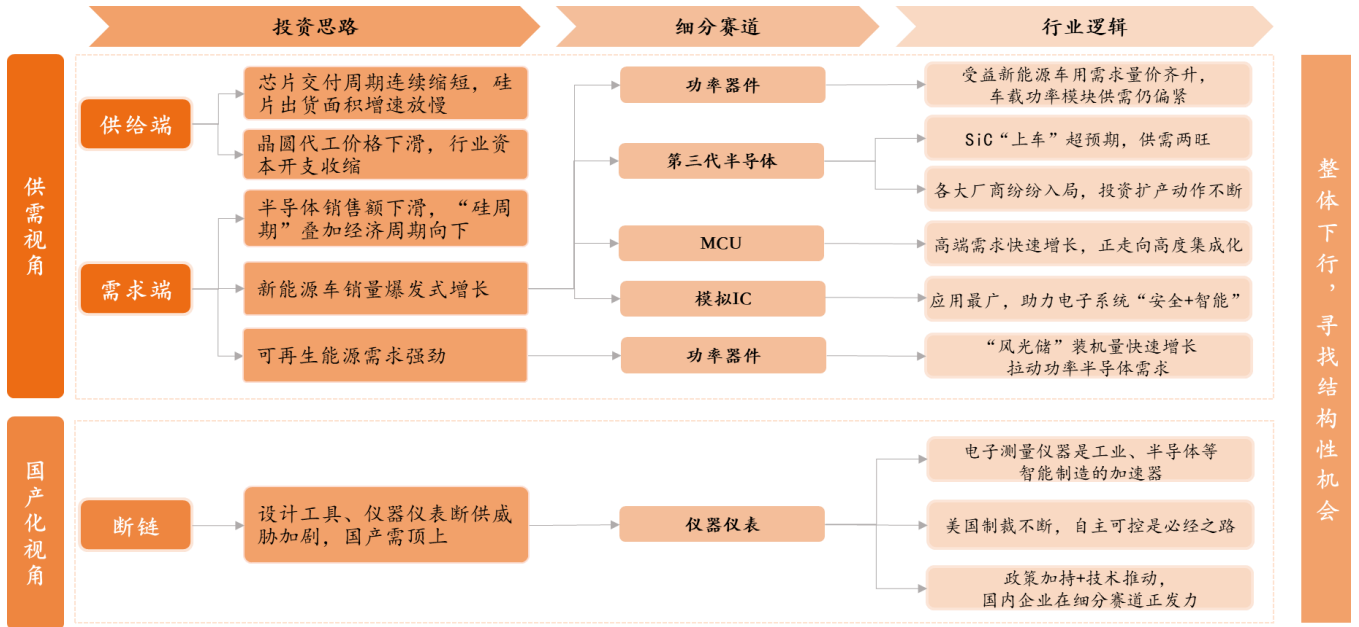 投资思路
细分赛道
行业逻辑
供需视角
供给端
芯片交付周期连续缩短，硅
片出货面积增速放慢
晶圆代工价格下滑，行业资
本开支收缩
需求端
半导体销售额下滑，“硅周
期”叠加经济周期向下
新能源车销量爆发式增长
可再生能源需求强劲
功率器件
受益新能源车用需求量价齐升，
车载功率模块供需仍偏紧
第三代半导体
SiC“上车”超预期，供需两旺
各大厂商纷纷入局，投资扩产动作不断
MCU
高端需求快速增长，正走向高度集成化
模拟IC
应用最广，助力电子系统“安全+智能”
功率器件
“风光储”装机量快速增长
拉动功率半导体需求
国产化视角
断链
设计工具、仪器仪表断供威
胁加剧，国产需顶上
仪器仪表
电子测量仪器是工业、半导体等
智能制造的加速器
美国制裁不断，自主可控是必经之路
政策加持+技术推动，
国内企业在细分赛道正发力
整体下行，寻找结构性机会